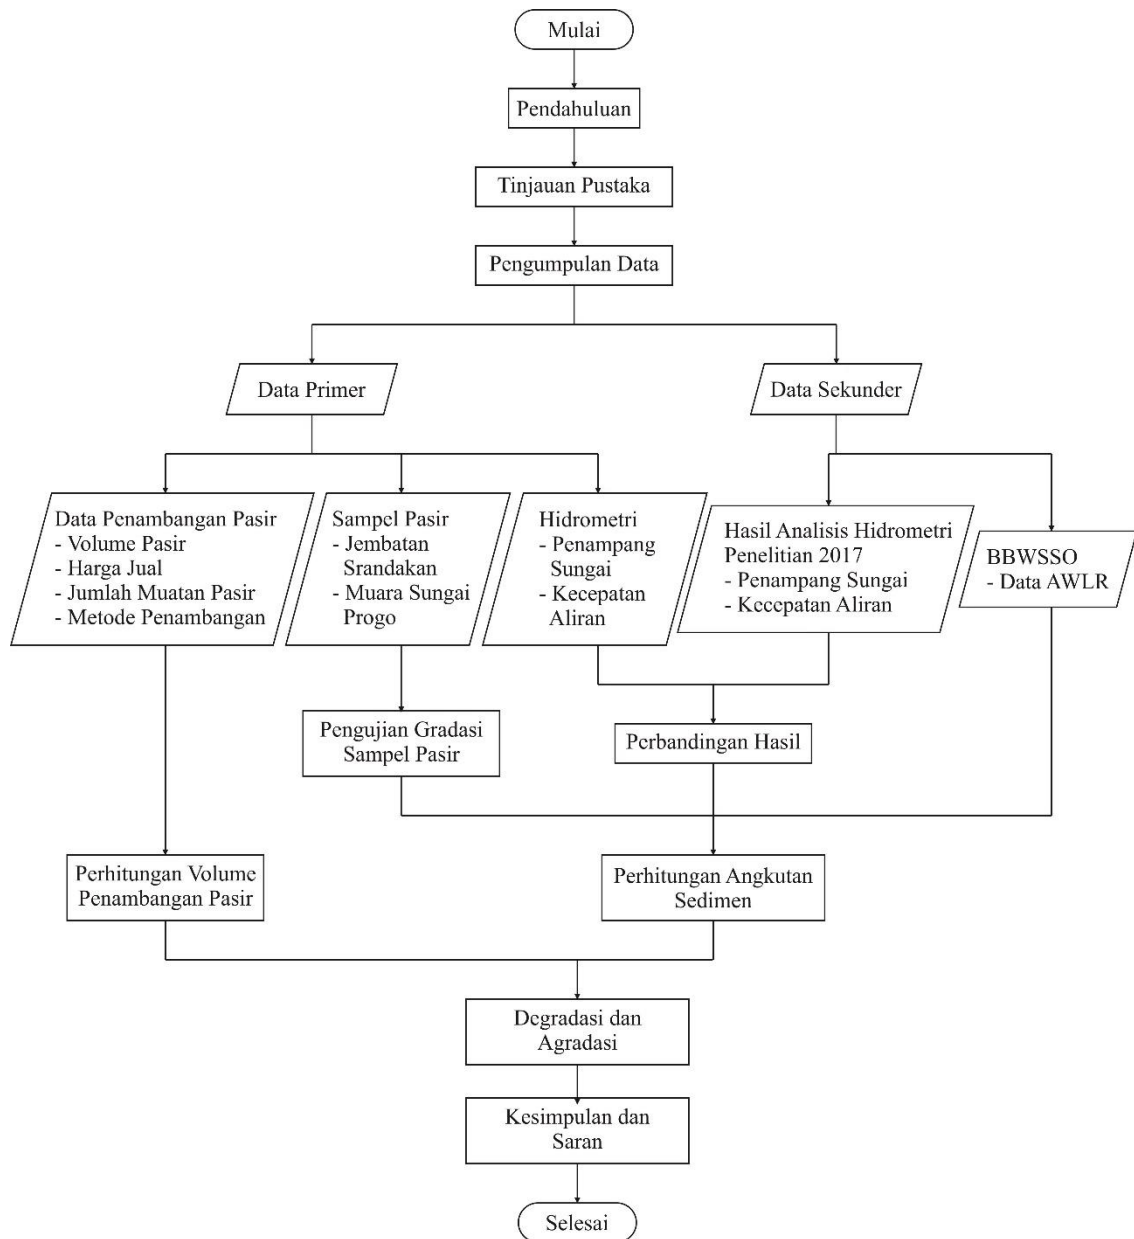 Mulai
Pendahuluan
Tinjauan Pustaka
Pengumpulan Data
Data Primer
Data Sekunder
Data Penambangan Pasir
- Volume Pasir
- Harga Jual
- Jumlah Muatan Pasir
- Metode Penambangan
Sampel Pasir
- Jembatan
Srandakan
- Muara Sungai
Progo
Hidrometri
- Penampang
Sungai
- Kecepatan
Aliran
Hasil Analisis Hidrometri
Penelitian 2017
- Penampang Sungai
- Kecepatan Aliran
BBWSSO
- Data AWLR
Pengujian Gradasi
Sampel Pasir
Perbandingan Hasil
Perhitungan Volume
Penambangan Pasir
Perhitungan Angkutan
Sedimen
Degradasi dan
Agradasi
Kesimpulan dan
Saran
Selesai